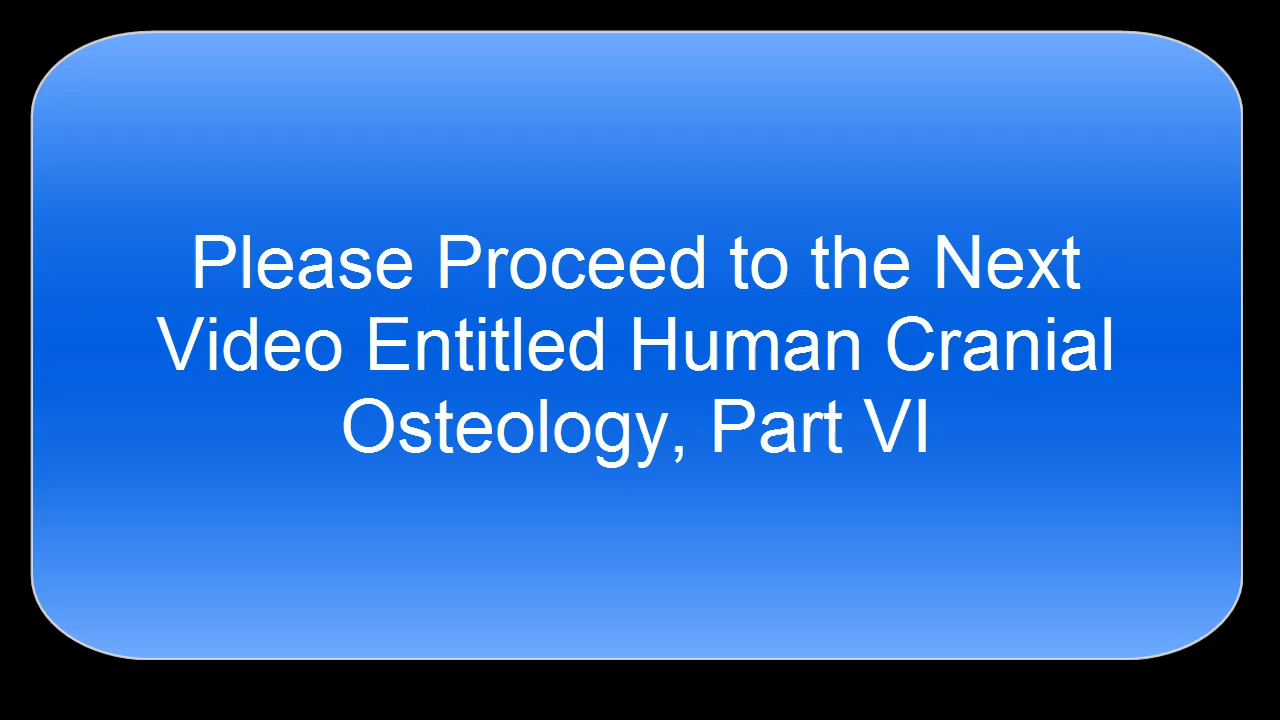 Please Proceed to the Next
Video Entitled Human Cranial
Osteology, Part VI